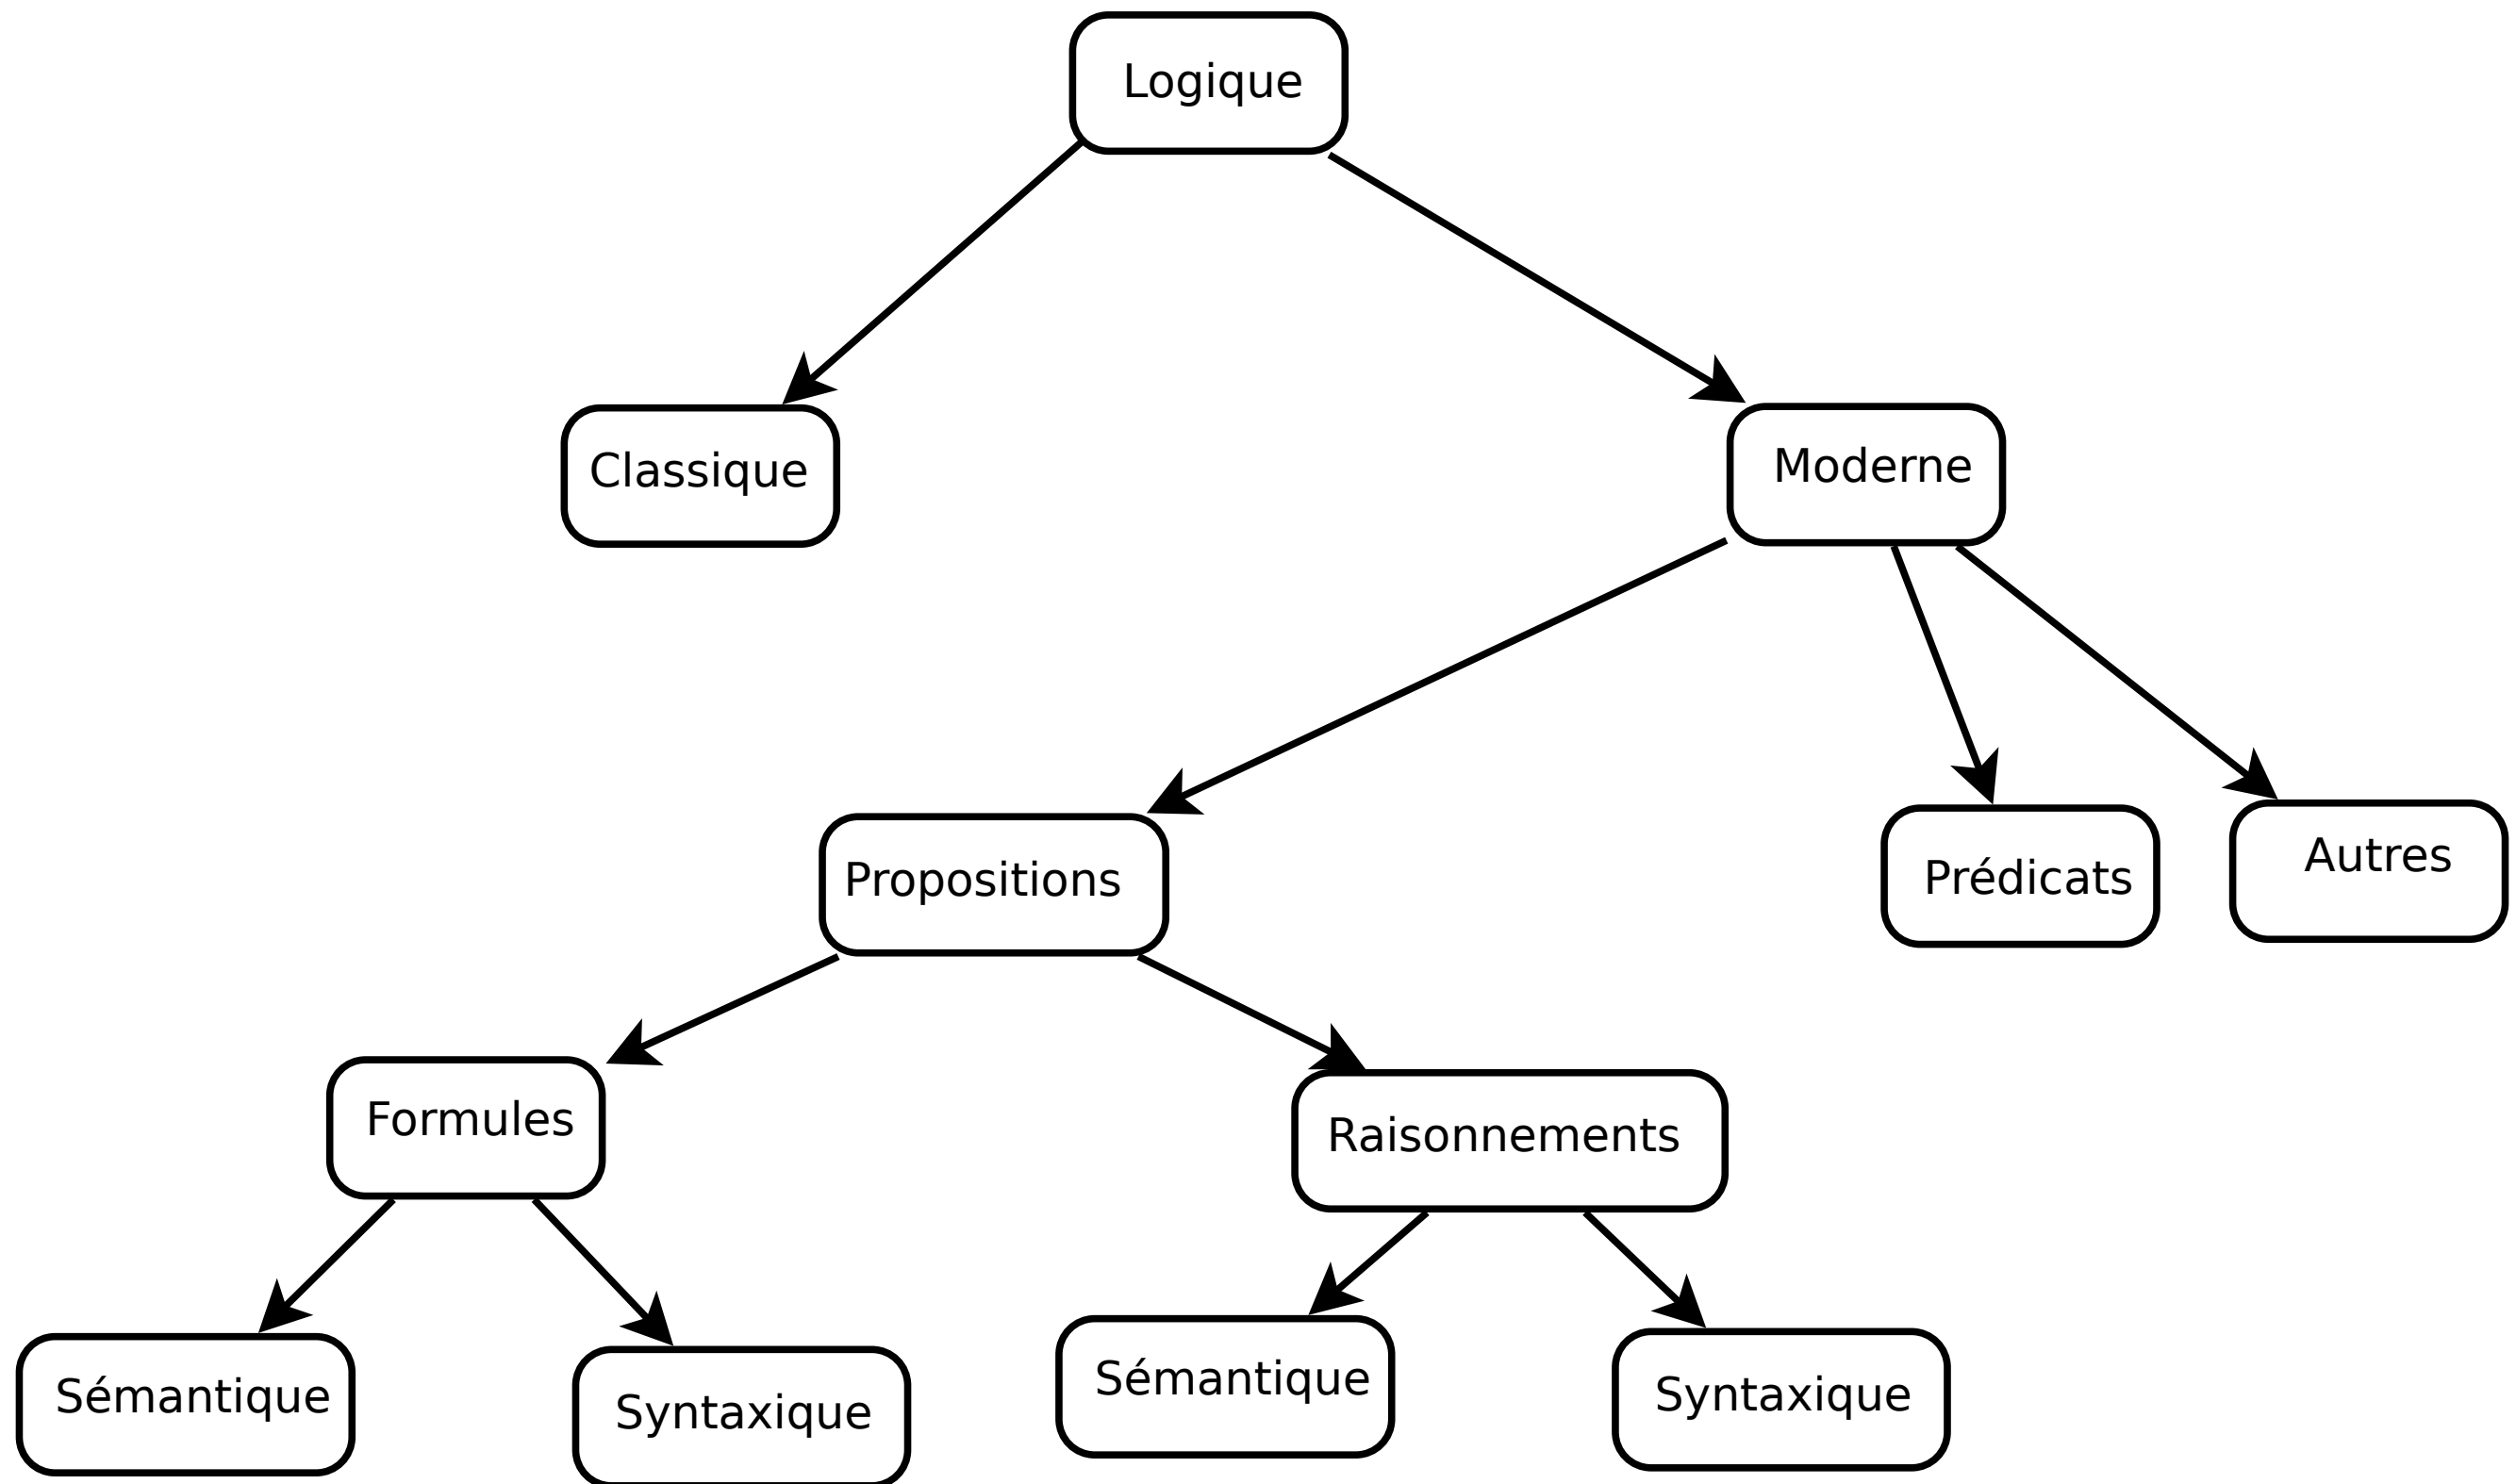 Logique
Classique
Moderne
Propositions
Prédicats
Autres
Formules
Raisonnements
Sémantique
Syntaxique
Sémantique
Syntaxique